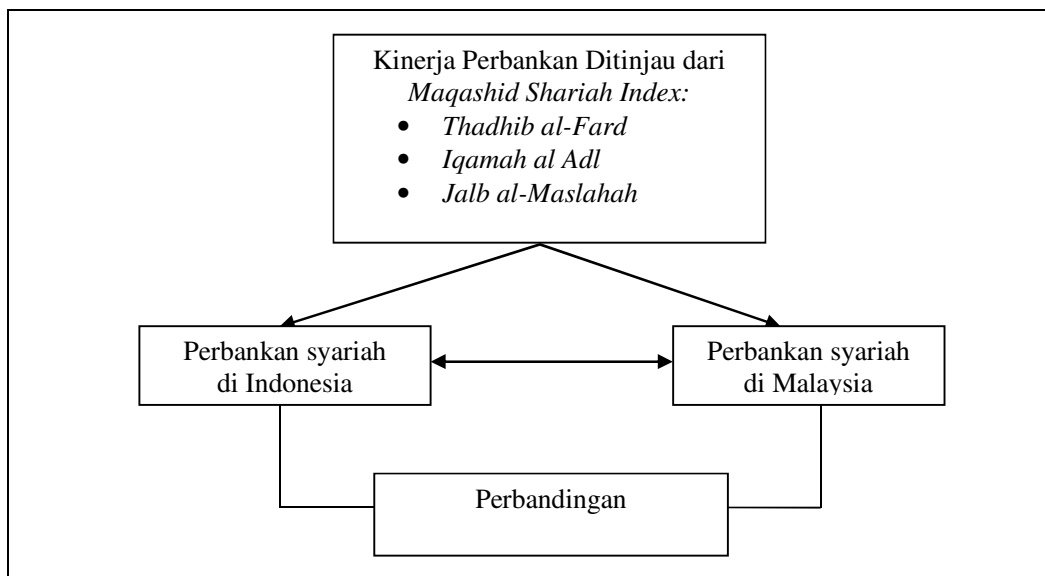 Kinerja Perbankan Ditinjau dari
Maqashid Shariah Index:
• Thadhib al-Fard
• Iqamah al Adl
• Jalb al-Maslahah
Perbankan syariah
di Indonesia
Perbankan syariah
di Malaysia
Perbandingan